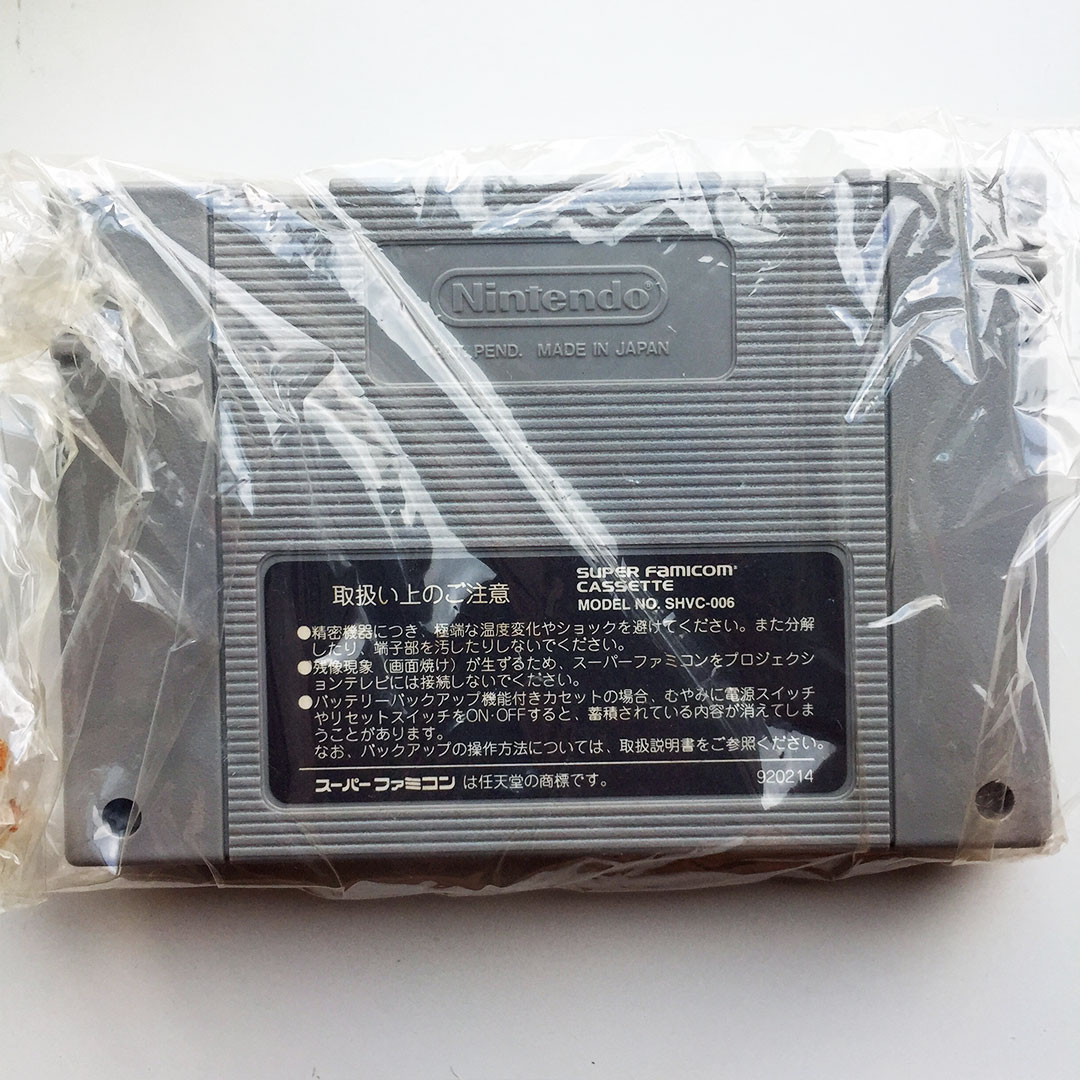 Nintendo®
PAT. PEND. MADE IN JAPAN
取扱い上のご注意
SUPER FAMICOM®
CASSETTE
MODEL NO. SHVC-006
●精密機器につき、極端な温度変化やショックを避けてください。また分解
したり、端子部を汚したりしないでください。
●残像現象（画面焼け）が生ずるため、スーパーファミコンをプロジェクシ
ョンテレビには接続しないでください。
●バッテリーバックアップ機能付きカセットの場合、むやみに電源スイッチ
やリセットスイッチをON·OFFすると、蓄積されている内容が消えてしま
うことがあります。
なお、バックアップの操作方法については、取扱説明書をご参照ください。
スーパーファミコン は任天堂の商標です。
920214